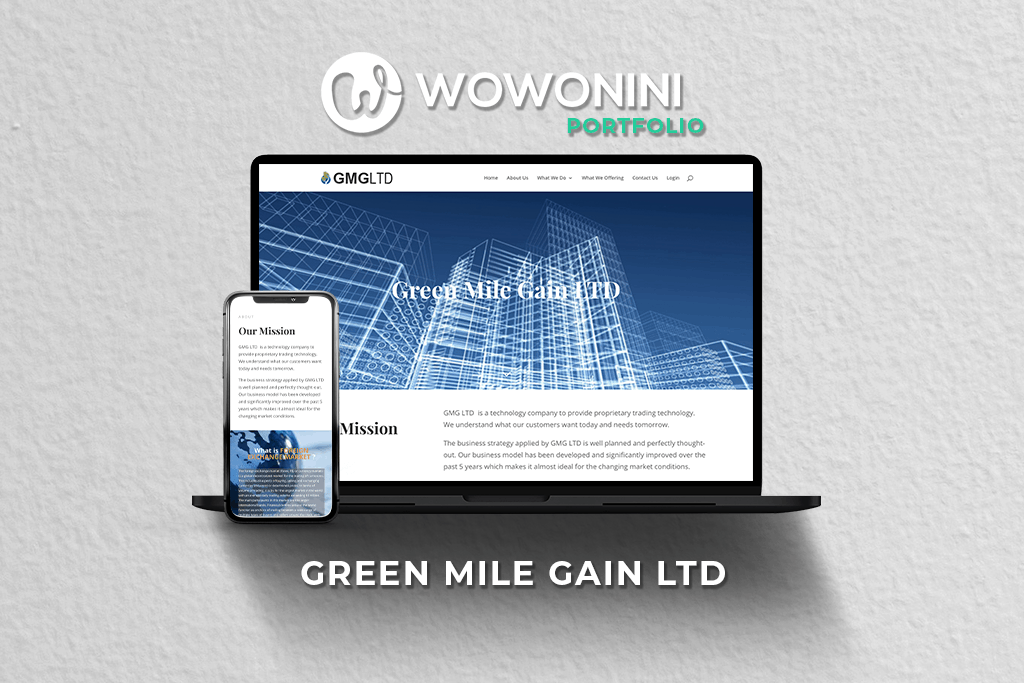 WOWONINI
PORTFOLIO
GMGLTD
Home About Us What We Do What We Offering Contact Us Login
Green Mile Gain LTD
Mission
GMG LTD is a technology company to provide proprietary trading technology.
We understand what our customers want today and needs tomorrow.
The business strategy applied by GMG LTD is well planned and perfectly thought-
out. Our business model has been developed and significantly improved over the
past 5 years which makes it almost ideal for the changing market conditions.
ABOUT
Our Mission
GMG LTD is a technology company to
provide proprietary trading technology.
We understand what our customers want
today and needs tomorrow.
The business strategy applied by GMG LTD
is well planned and perfectly thought-out.
Our business model has been developed
and significantly improved over the past 5
years which makes it almost ideal for the
changing market conditions.
What is FOREIGN
EXCHANGE MARKET
GREEN MILE GAIN LTD